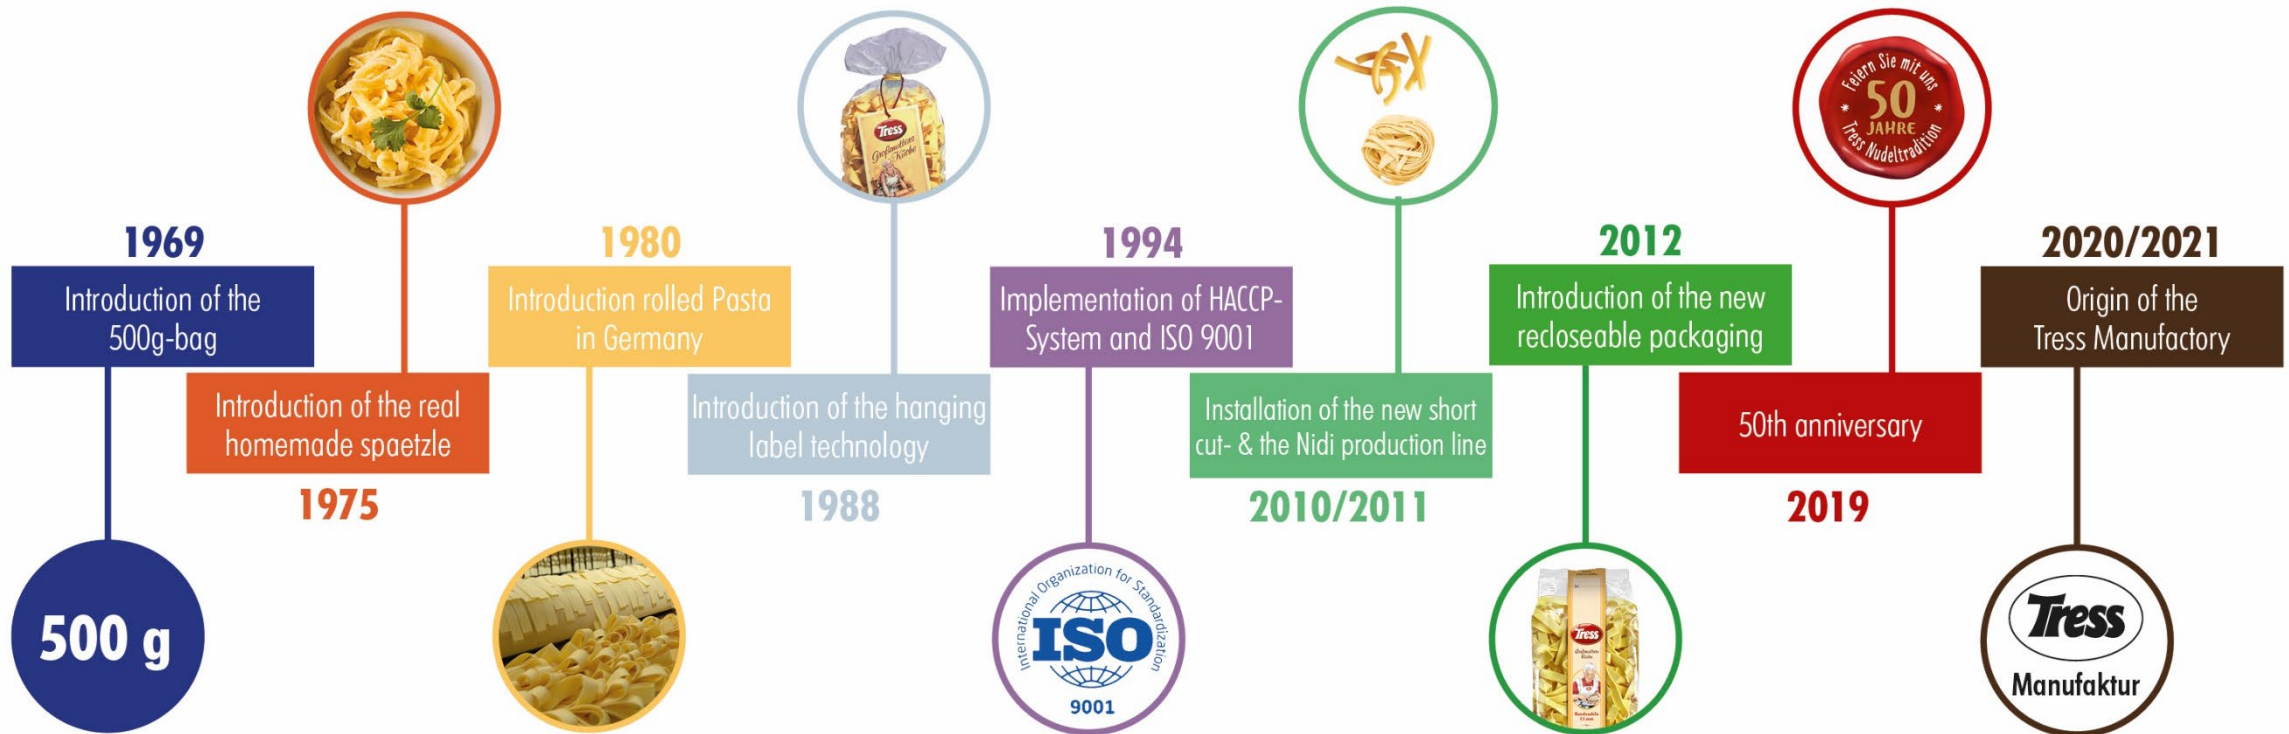 1969
Introduction of the
500g-bag
500 g
Introduction of the real
homemade spaetzle
1975
1980
Introduction rolled Pasta
in Germany
Tress
Großmutters
Küche
Introduction of the hanging
label technology
1988
1994
Implementation of HACCP-
System and ISO 9001
International Organization for Standardization
ISO
9001
Installation of the new short
cut- & the Nidi production line
2010/2011
2012
Introduction of the new
recloseable packaging
Tress
Großmutters
Küche
Feiern Sie mit uns
50
JAHRE
Tress Nudeltradition
50th anniversary
2019
2020/2021
Origin of the
Tress Manufactory
Tress
Manufaktur